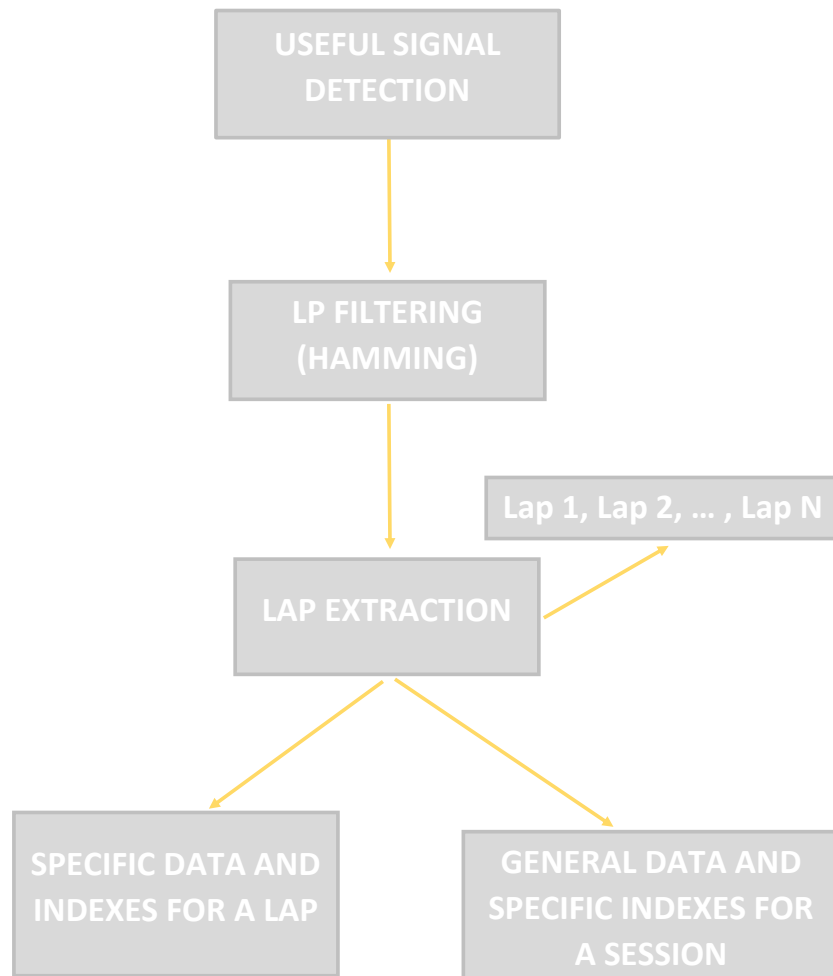 USEFUL SIGNAL
DETECTION
LP FILTERING
(HAMMING)
Lap 1, Lap 2, ... , Lap N
LAP EXTRACTION
SPECIFIC DATA AND
INDEXES FOR A LAP
GENERAL DATA AND
SPECIFIC INDEXES FOR
A SESSION